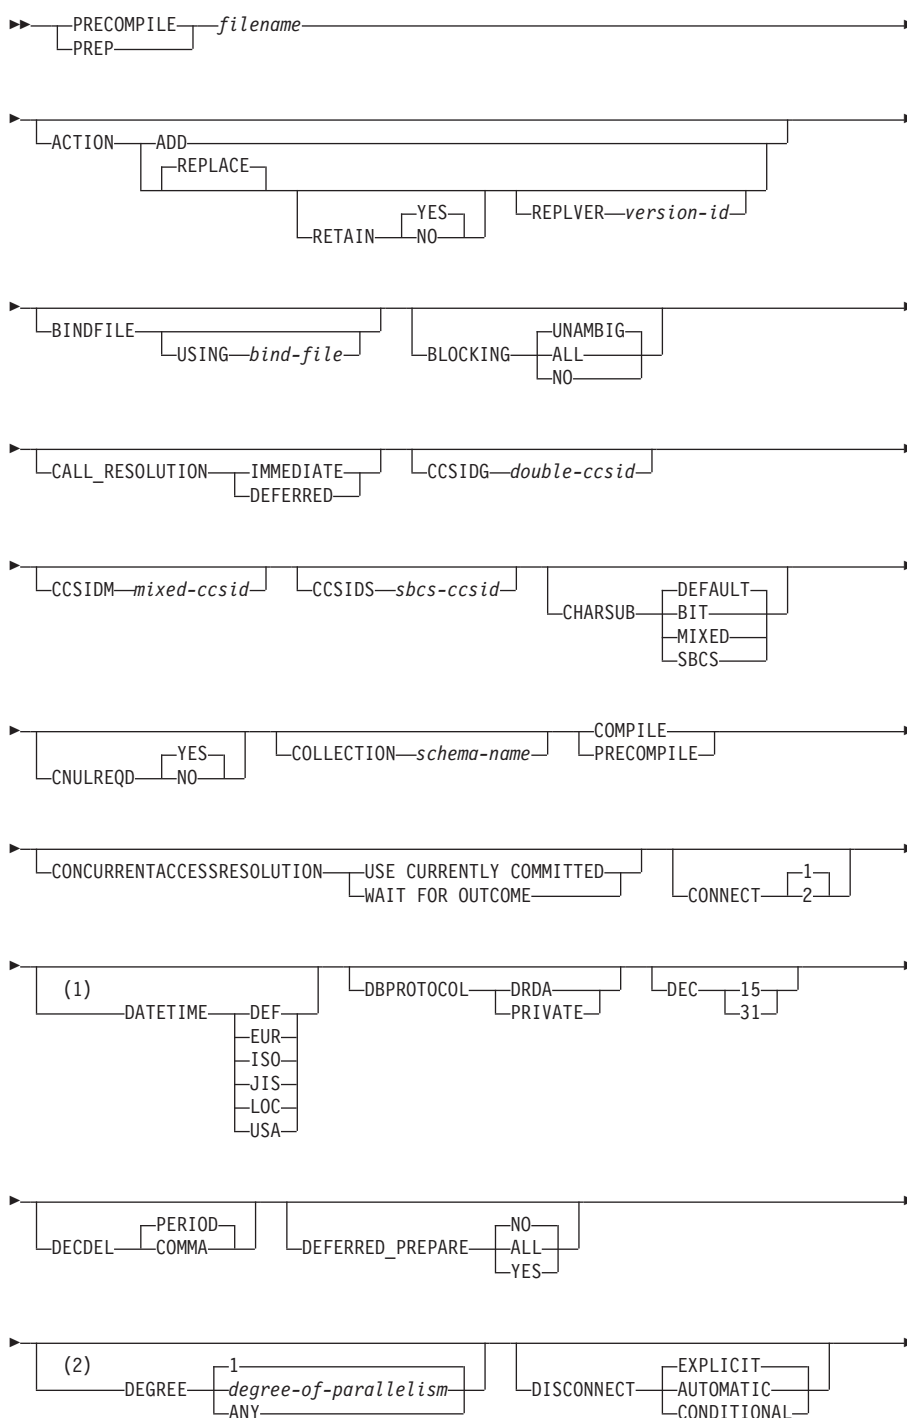 PRECOMPILE filename
PREP
ACTION ADD
REPLACE
YES REPLVER version-id
RETAIN NO
BINDFILE UNAMBIG
USING bind-file BLOCKING ALL
NO
CALL_RESOLUTION IMMEDIATE CCSIDG double-ccsid
DEFERRED
CCSIDM mixed-ccsid CCSIDS sbcs-ccsid DEFAULT
CHARSUB BIT
MIXED
SBCS
COMPILE
YES COLLECTION schema-name PRECOMPILE
CNULREQD NO
CONCURRENTACCESSRESOLUTION USE CURRENTLY COMMITTED 1
WAIT FOR OUTCOME CONNECT 2
(1) DBPROTOCOL DRDA DEC 15
DATETIME DEF PRIVATE 31
EUR
ISO
JIS
LOC
USA
PERIOD NO
DECDEL COMMA DEFERRED_PREPARE ALL
YES
(2) 1 EXPLICIT
DEGREE degree-of-parallelism DISCONNECT AUTOMATIC
ANY CONDITIONAL